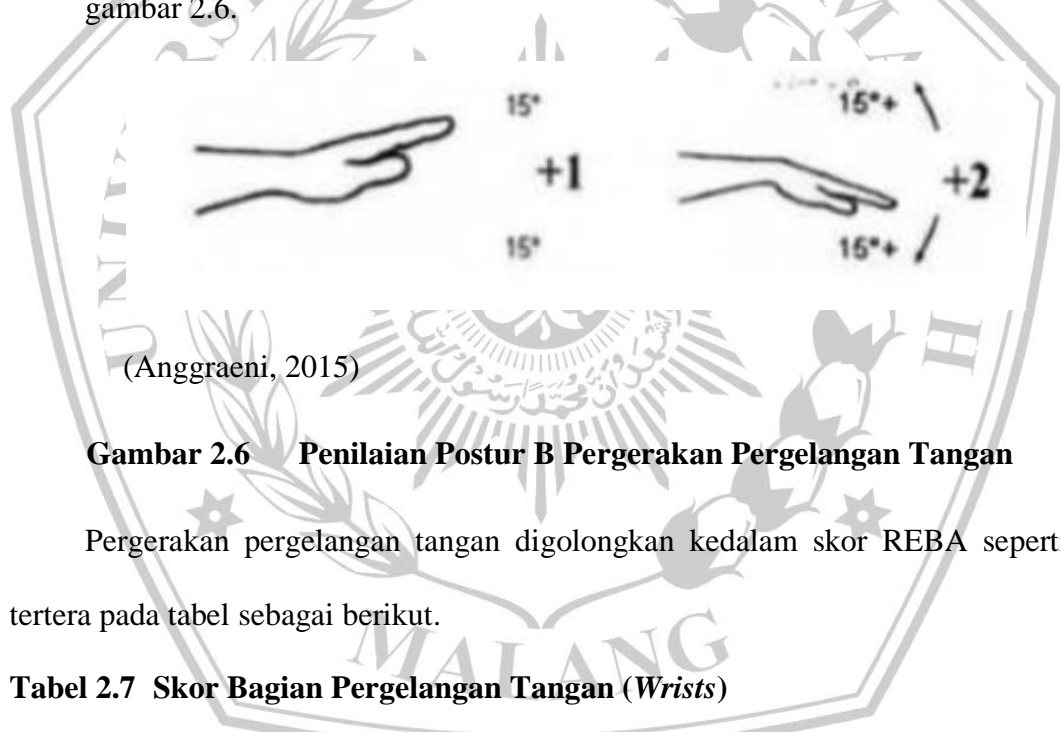 gambar 2.6.
15°
+1
15°
15°+
+2
15°+
(Anggraeni, 2015)
Gambar 2.6 Penilaian Postur B Pergerakan Pergelangan Tangan
Pergerakan pergelangan tangan digolongkan kedalam skor REBA seperti
tertera pada tabel sebagai berikut.
MALANG
Tabel 2.7 Skor Bagian Pergelangan Tangan (Wrists)